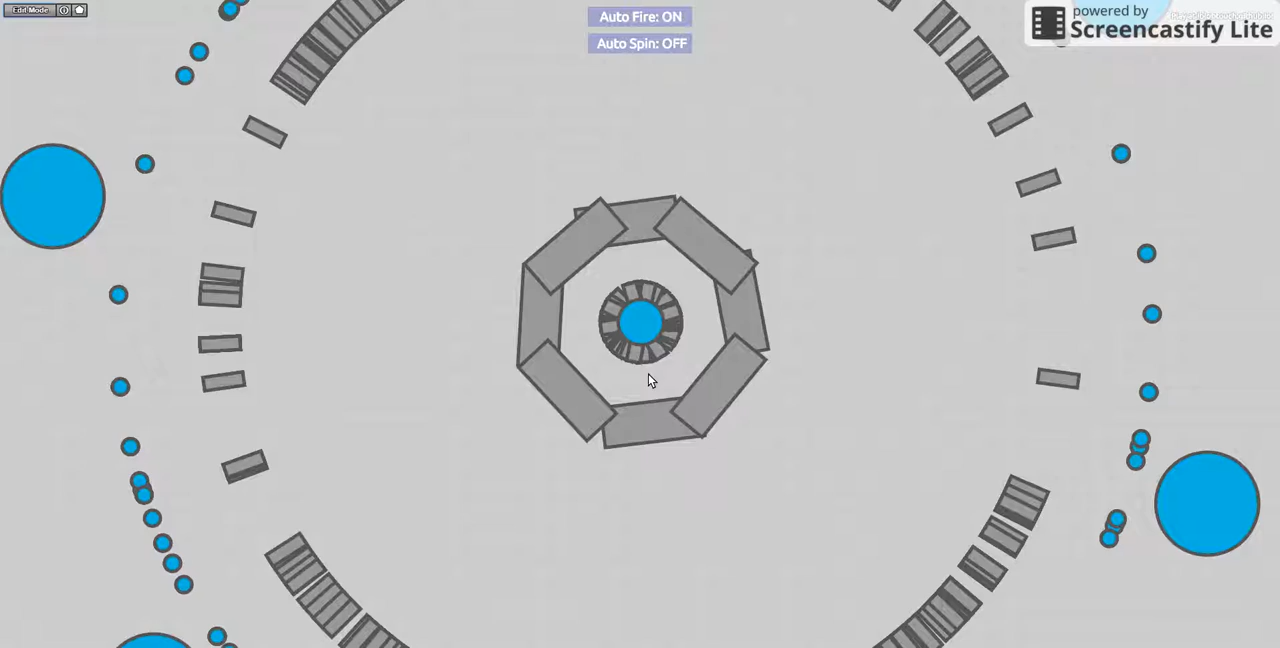 Edit Mode
Auto Fire: ON
Auto Spin: OFF
powered by
Screencastify Lite